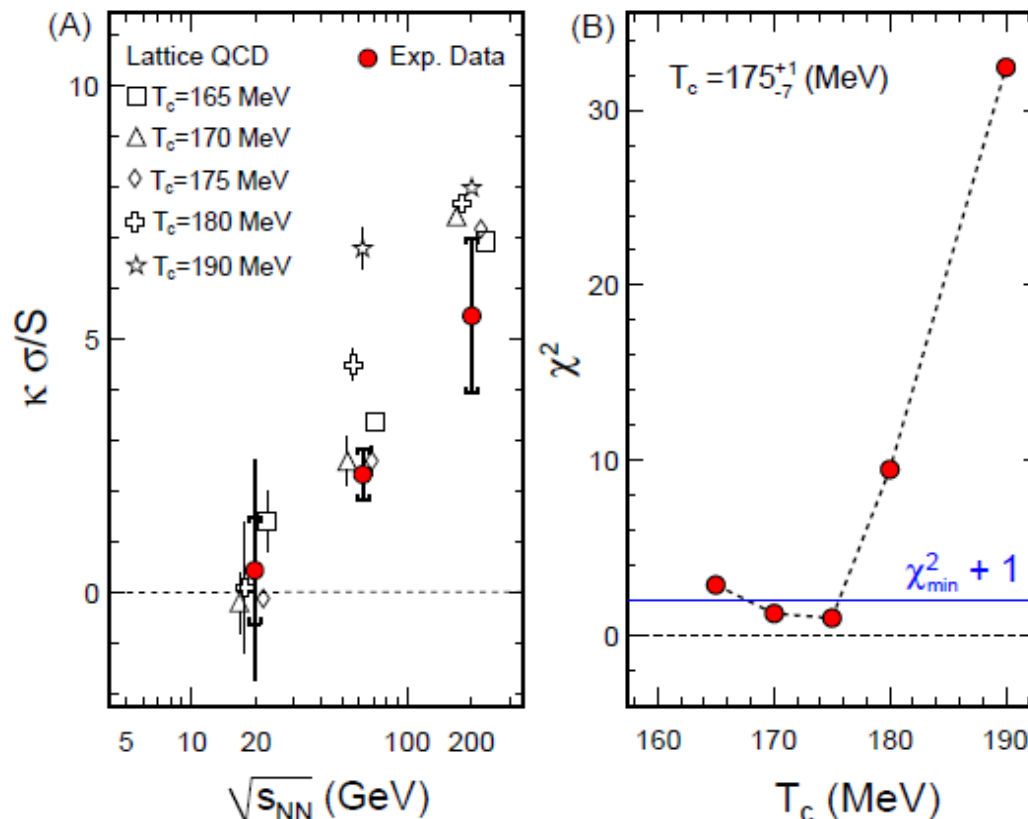 (A)
Lattice QCD
Exp. Data
T_c=165 MeV
T_c=170 MeV
T_c=175 MeV
T_c=180 MeV
T_c=190 MeV
10
5
0
κ σ/S
5 10 20 100 200
√s_NN (GeV)
(B)
T_c =175^+1_-7 (MeV)
30
20
10
0
χ²
χ²_min + 1
160 170 180 190
T_c (MeV)